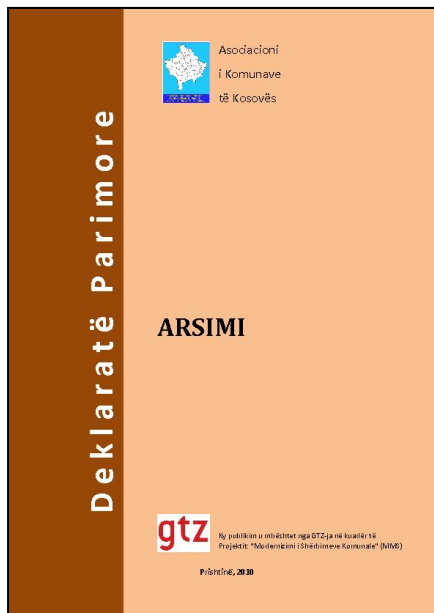 Asociacioni
i Komunave
të Kosovës
Deklaratë Parimore
ARSIMI
gtz
Ky publikim u mbështet nga GTZ-ja në kuadër të
Projektit: "Modernizimi i Shërbimeve Komunale" (MMS)
Prishtinë, 2010